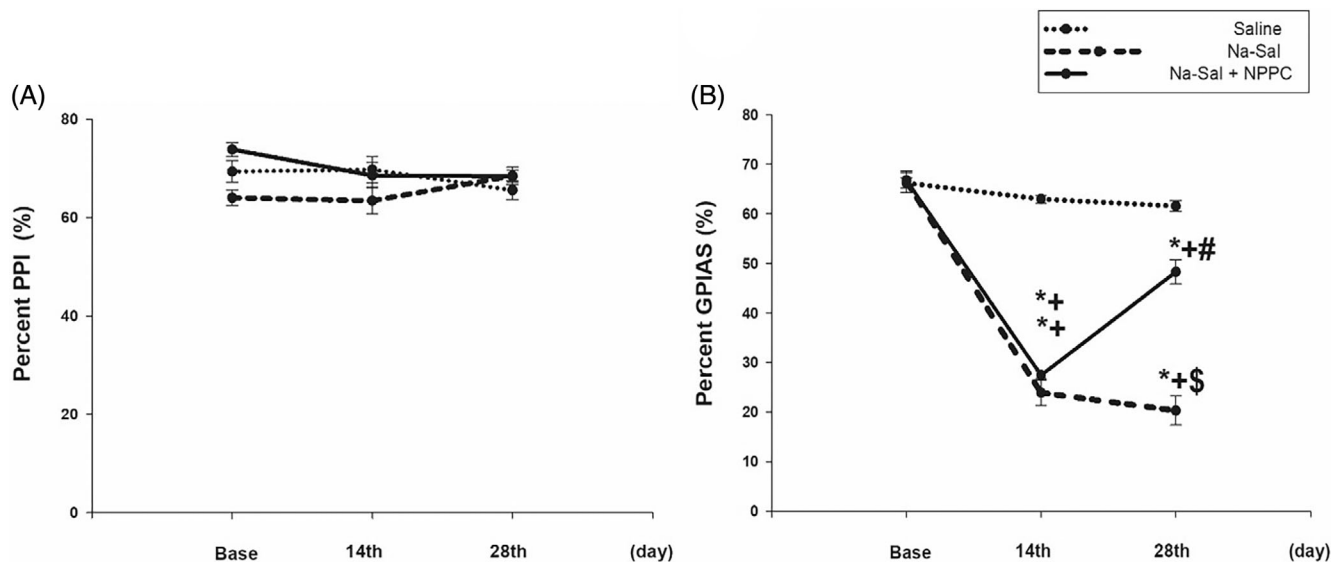 Saline
Na-Sal
Na-Sal + NPPC
(A)
Percent PPI (%)
80
60
40
20
0
Base 14th 28th (day)
(B)
Percent GPIAS (%)
80
70
60
50
40
30
20
10
0
*+#
*+
*+
*+$
Base 14th 28th (day)